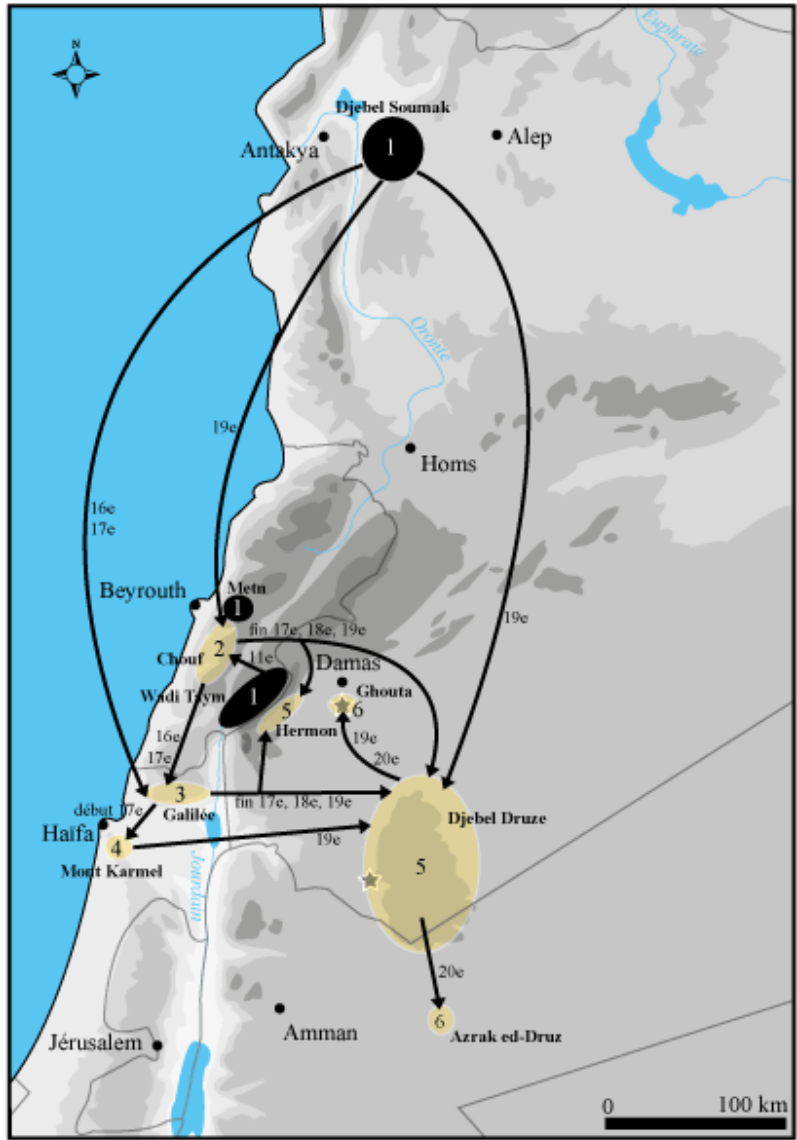 N
Euphrate
Djebel Soumak
1
Antakya
Alep
Oronte
19e
Homs
16e
17e
Beyrouth
Metn
1
19e
fin 17e, 18e, 19e
2
Chouf
11e
Damas
Wadi Taym
1
Ghouta
5
6
Hermon
16e
17e
19e
20e
3
fin 17e, 18e, 19e
début 17e
Galilée
Djebel Druze
Haïfa
4
19e
Mont Karmel
5
Jourdain
20e
6
Azrak ed-Druz
Amman
Jérusalem
0
100 km